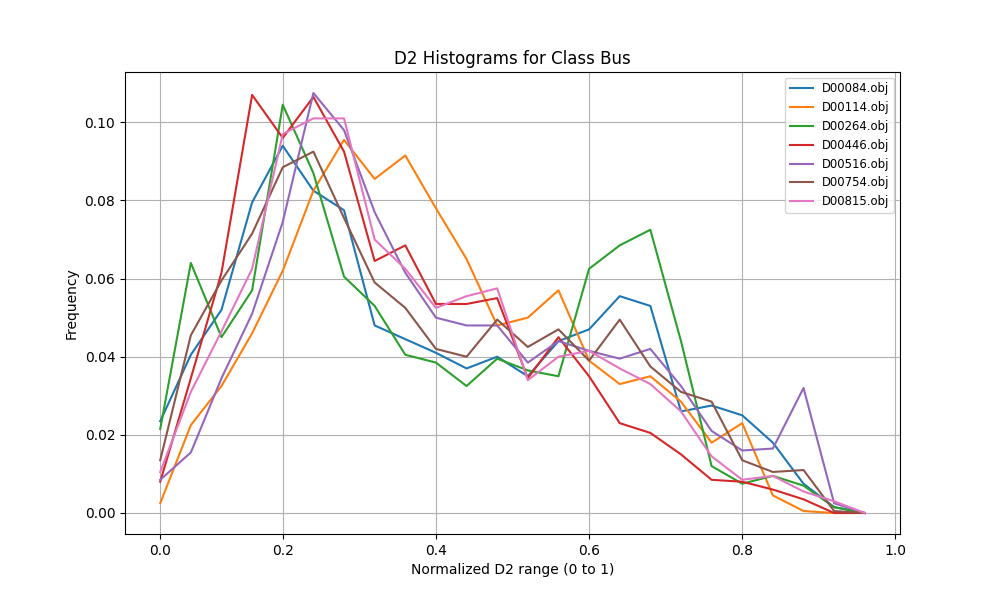 D2 Histograms for Class Bus
D00084.obj
D00114.obj
D00264.obj
D00446.obj
D00516.obj
D00754.obj
D00815.obj
Frequency
0.10
0.08
0.06
0.04
0.02
0.00
0.0 0.2 0.4 0.6 0.8 1.0
Normalized D2 range (0 to 1)